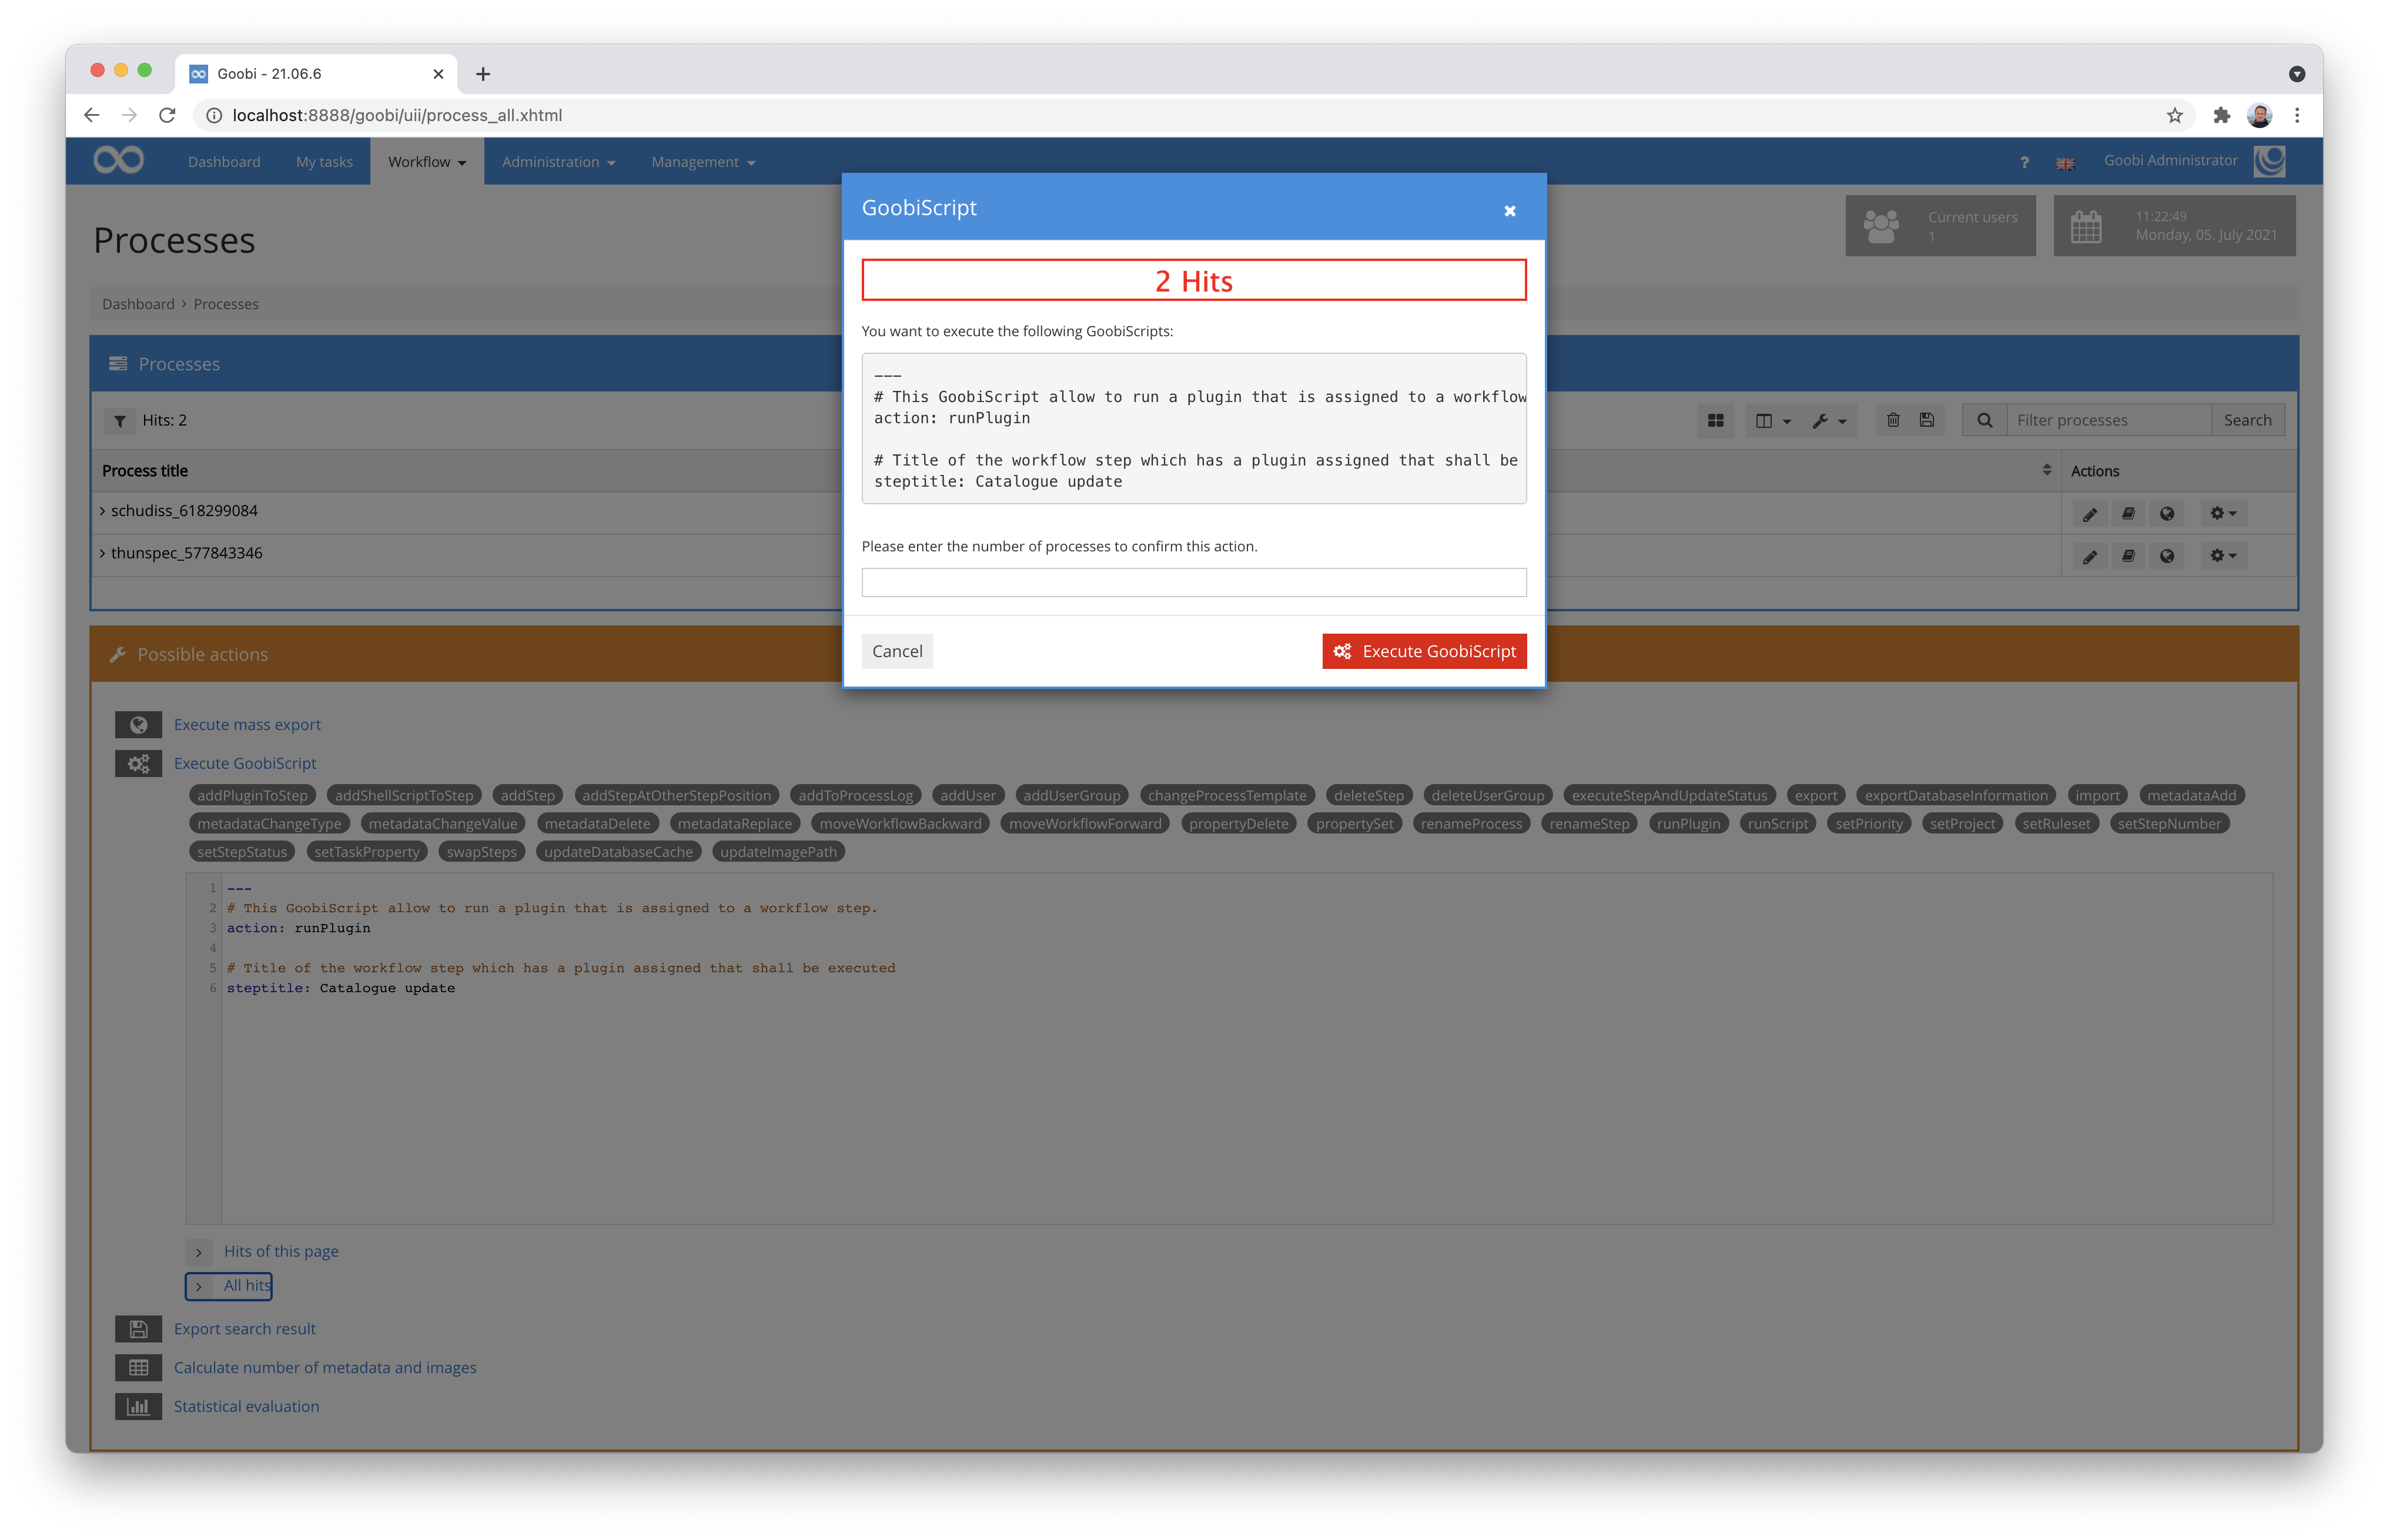 Goobi - 21.06.6
localhost:8888/goobi/uii/process_all.xhtml
Dashboard My tasks Workflow Administration Management ? Goobi Administrator
Processes
Current users
1
11:22:49
Monday, 05. July 2021
Dashboard > Processes
Processes
Hits: 2
Filter processes Search
Process title Actions
schudiss_618299084
thunspec_577843346
GoobiScript
2 Hits
You want to execute the following GoobiScripts:
---
# This GoobiScript allow to run a plugin that is assigned to a workflow
action: runPlugin
# Title of the workflow step which has a plugin assigned that shall be
steptitle: Catalogue update
Please enter the number of processes to confirm this action.
Cancel Execute GoobiScript
Possible actions
Execute mass export
Execute GoobiScript
addPluginToStep addShellScriptToStep addStep addStepAtOtherStepPosition addToProcessLog addUser addUserGroup changeProcessTemplate deleteStep deleteUserGroup executeStepAndUpdateStatus export exportDatabaseInformation import metadataAdd
metadataChangeType metadataChangeValue metadataDelete metadataReplace moveWorkflowBackward moveWorkflowForward propertyDelete propertySet renameProcess renameStep runPlugin runScript setPriority setProject setRuleset setStepNumber
setStepStatus setTaskProperty swapSteps updateDatabaseCache updateImagePath
1 ---
2 # This GoobiScript allow to run a plugin that is assigned to a workflow step.
3 action: runPlugin
4
5 # Title of the workflow step which has a plugin assigned that shall be executed
6 steptitle: Catalogue update
Hits of this page
All hits
Export search result
Calculate number of metadata and images
Statistical evaluation